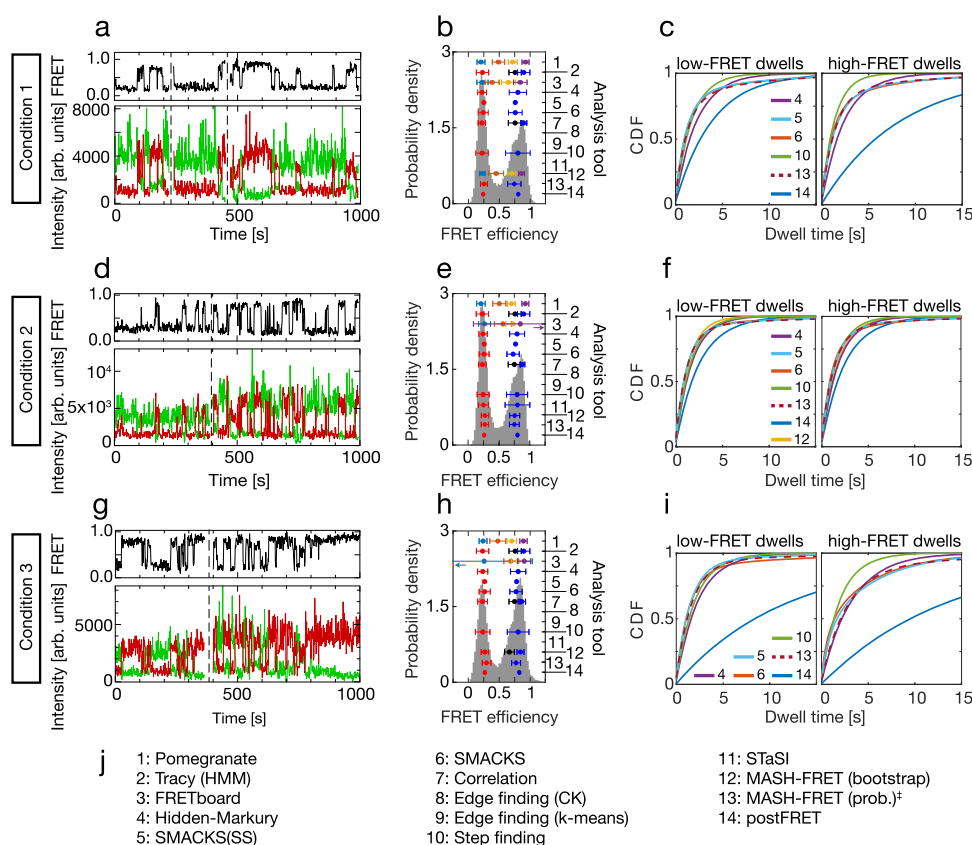 a
b
c
Condition 1
FRET
1.0
0.0
Intensity [arb. units]
8000
4000
0
0
500
1000
Time [s]
Probability density
3
1.5
0
0
0.5
1
FRET efficiency
1
2
3
4
5
6
7
8
9
10
11
12
13
14
Analysis tool
low-FRET dwells
high-FRET dwells
CDF
1
0.5
0
4
5
6
10
13
14
0
5
10
15
0
5
10
15
Dwell time [s]
d
e
f
Condition 2
FRET
1.0
0.0
Intensity [arb. units]
10⁴
5x10³
0
0
500
1000
Time [s]
Probability density
3
1.5
0
0
0.5
1
FRET efficiency
1
2
3
4
5
6
7
8
9
10
11
12
13
14
Analysis tool
low-FRET dwells
high-FRET dwells
CDF
1
0.5
0
4
5
6
10
13
14
12
0
5
10
15
0
5
10
15
Dwell time [s]
g
h
i
Condition 3
FRET
1.0
0.0
Intensity [arb. units]
5000
0
0
500
1000
Time [s]
Probability density
3
1.5
0
0
0.5
1
FRET efficiency
1
2
3
4
5
6
7
8
9
10
11
12
13
14
Analysis tool
low-FRET dwells
high-FRET dwells
CDF
1
0.5
0
10
5
13
4
6
14
0
5
10
15
0
5
10
15
Dwell time [s]
j
1: Pomegranate
2: Tracy (HMM)
3: FRETboard
4: Hidden-Markury
5: SMACKS(SS)
6: SMACKS
7: Correlation
8: Edge finding (CK)
9: Edge finding (k-means)
10: Step finding
11: STaSI
12: MASH-FRET (bootstrap)
13: MASH-FRET (prob.)‡
14: postFRET